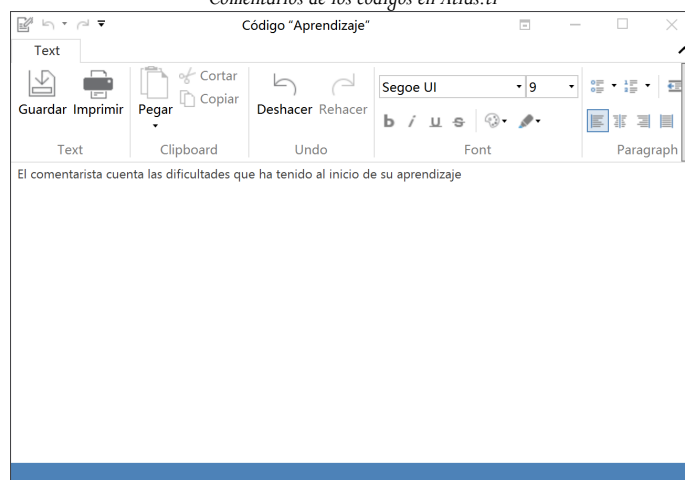 Comentarios de los códigos en Atlas.ti
Código "Aprendizaje"
Text
Guardar Imprimir Pegar Cortar Copiar Deshacer Rehacer Segoe UI 9
b i u s
Text Clipboard Undo Font Paragraph
El comentarista cuenta las dificultades que ha tenido al inicio de su aprendizaje